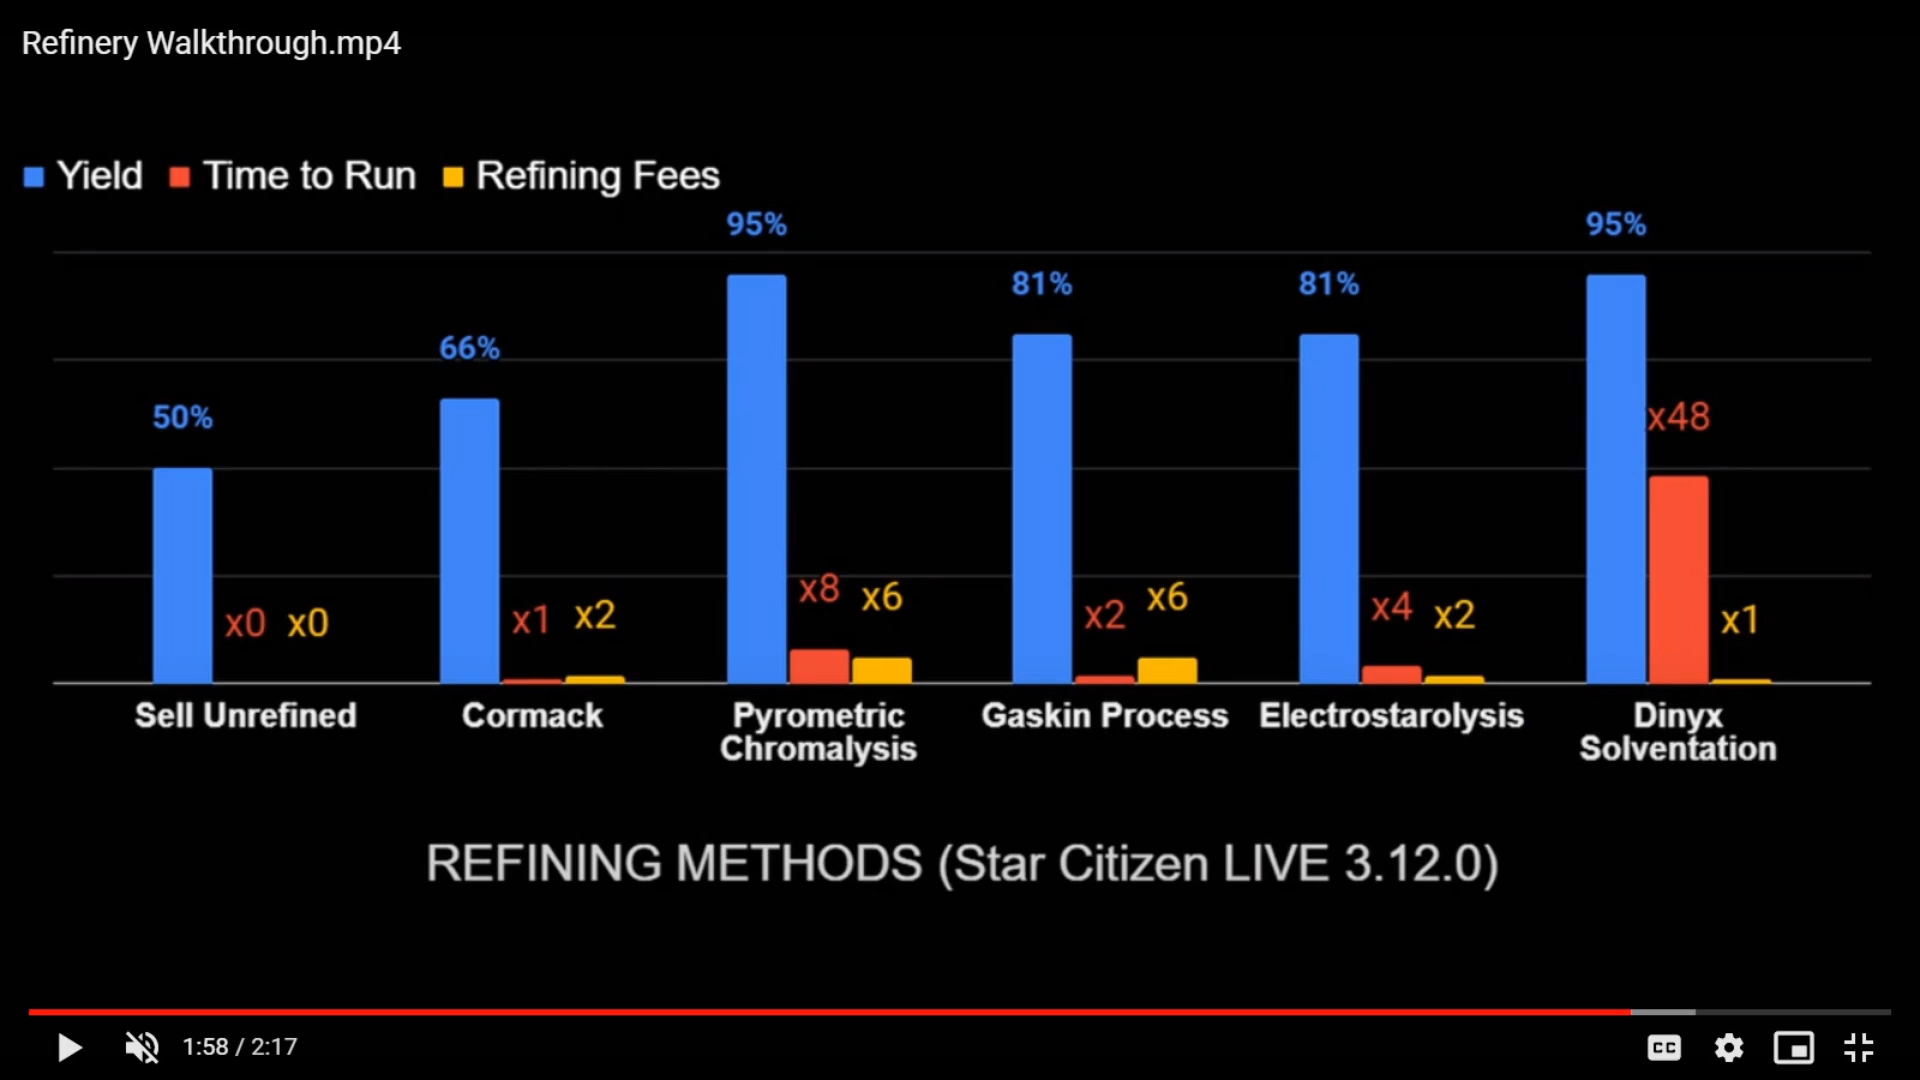 Refinery Walkthrough.mp4
Yield Time to Run Refining Fees
95% 95%
81% 81%
66%
50%
x48
x8 x6 x6
x0 x0 x1 x2 x2 x4 x2 x1
Sell Unrefined Cormack Pyrometric Chromalysis Gaskin Process Electrostarolysis Dinyx Solventation
REFINING METHODS (Star Citizen LIVE 3.12.0)
1:58 / 2:17
CC